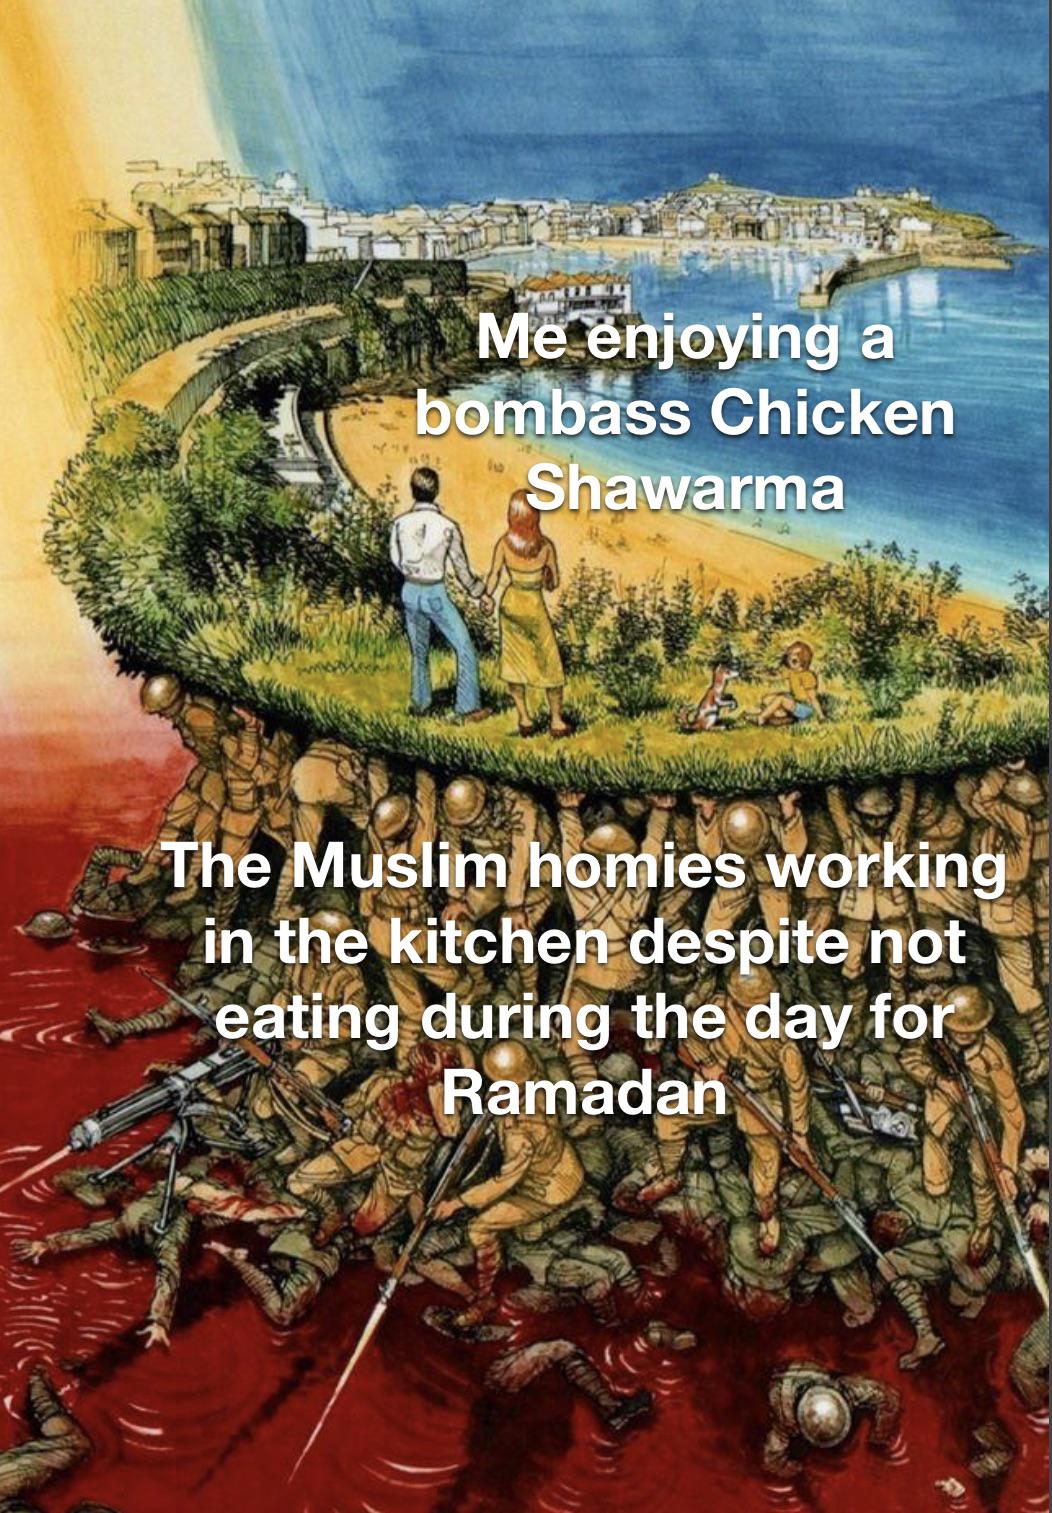 Me enjoying a
bombass Chicken
Shawarma
The Muslim homies working
in the kitchen despite not
eating during the day for
Ramadan